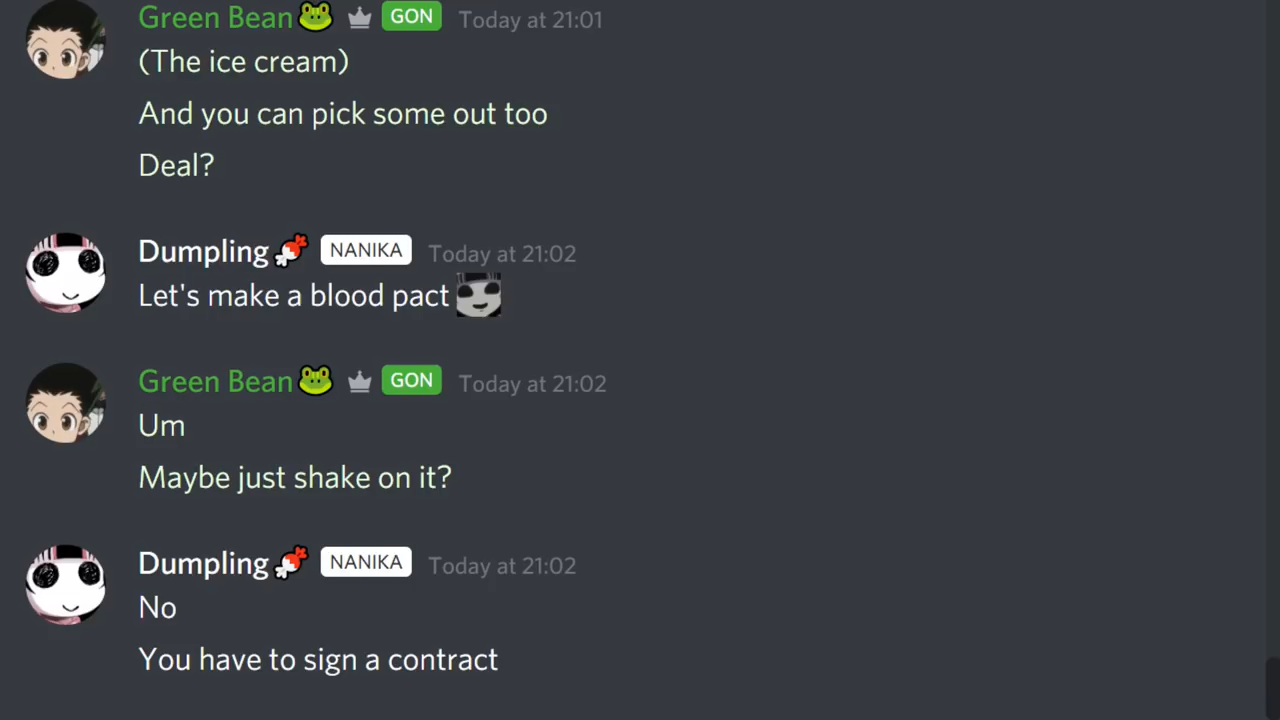 Green Bean🐸 GON Today at 21:01
(The ice cream)
And you can pick some out too
Deal?
Dumpling🍡 NANIKA Today at 21:02
Let's make a blood pact
Green Bean🐸 GON Today at 21:02
Um
Maybe just shake on it?
Dumpling🍡 NANIKA Today at 21:02
No
You have to sign a contract